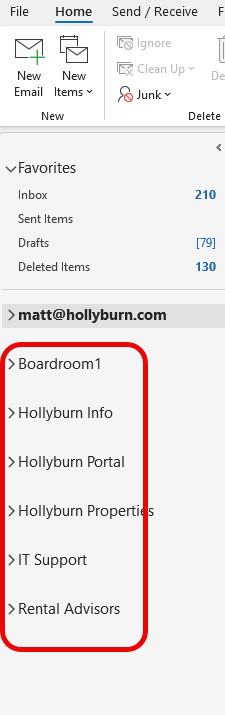 File Home Send / Receive F
New Email
New Items
Ignore
Clean Up
Junk
New Delete
Favorites
Inbox 210
Sent Items
Drafts [79]
Deleted Items 130
matt@hollyburn.com
Boardroom1
Hollyburn Info
Hollyburn Portal
Hollyburn Properties
IT Support
Rental Advisors